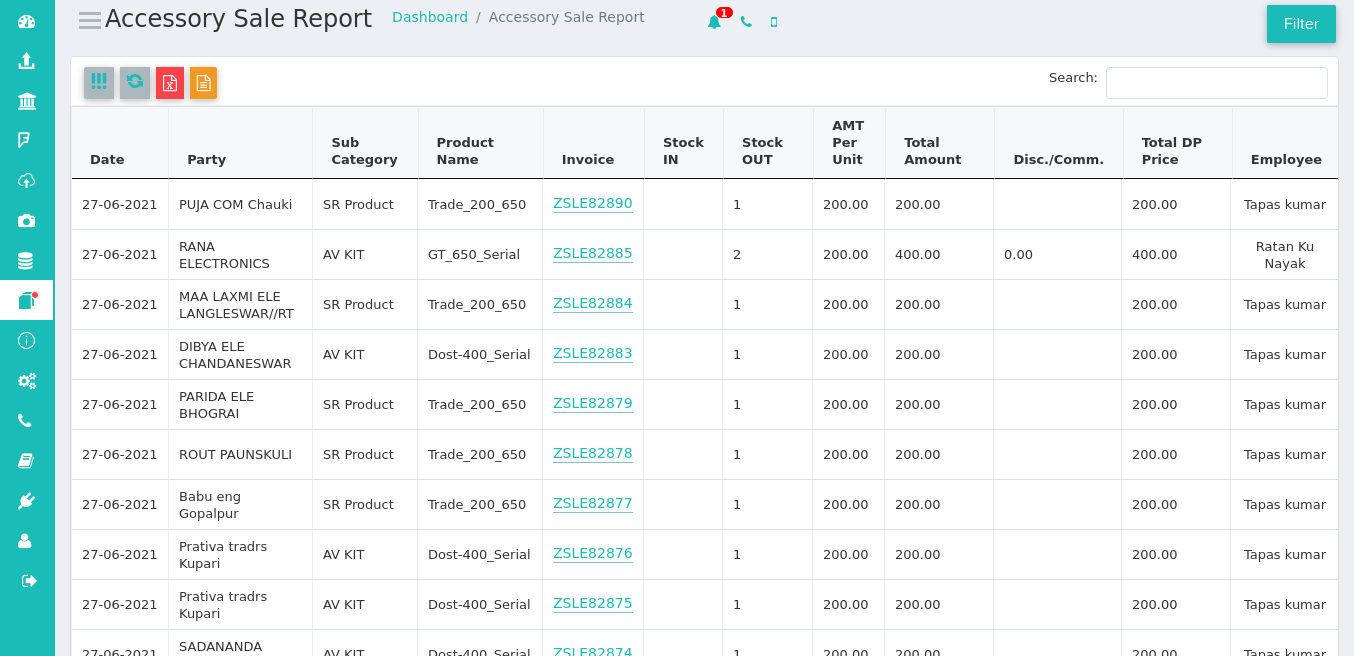 Accessory Sale Report
Dashboard / Accessory Sale Report
1
Filter
Search:
Date Party Sub Category Product Name Invoice Stock IN Stock OUT AMT Per Unit Total Amount Disc./Comm. Total DP Price Employee
27-06-2021 PUJA COM Chauki SR Product Trade_200_650 ZSLE82890 1 200.00 200.00 200.00 Tapas kumar
27-06-2021 RANA ELECTRONICS AV KIT GT_650_Serial ZSLE82885 2 200.00 400.00 0.00 400.00 Ratan Ku Nayak
27-06-2021 MAA LAXMI ELE LANGLESWAR//RT SR Product Trade_200_650 ZSLE82884 1 200.00 200.00 200.00 Tapas kumar
27-06-2021 DIBYA ELE CHANDANESWAR AV KIT Dost-400_Serial ZSLE82883 1 200.00 200.00 200.00 Tapas kumar
27-06-2021 PARIDA ELE BHOGRAI SR Product Trade_200_650 ZSLE82879 1 200.00 200.00 200.00 Tapas kumar
27-06-2021 ROUT PAUNSKULI SR Product Trade_200_650 ZSLE82878 1 200.00 200.00 200.00 Tapas kumar
27-06-2021 Babu eng Gopalpur SR Product Trade_200_650 ZSLE82877 1 200.00 200.00 200.00 Tapas kumar
27-06-2021 Prativa tradrs Kupari AV KIT Dost-400_Serial ZSLE82876 1 200.00 200.00 200.00 Tapas kumar
27-06-2021 Prativa tradrs Kupari AV KIT Dost-400_Serial ZSLE82875 1 200.00 200.00 200.00 Tapas kumar
27-06-2021 SADANANDA AV KIT Dost-400_Serial ZSLE82874 1 200.00 200.00 200.00 Tapas kumar